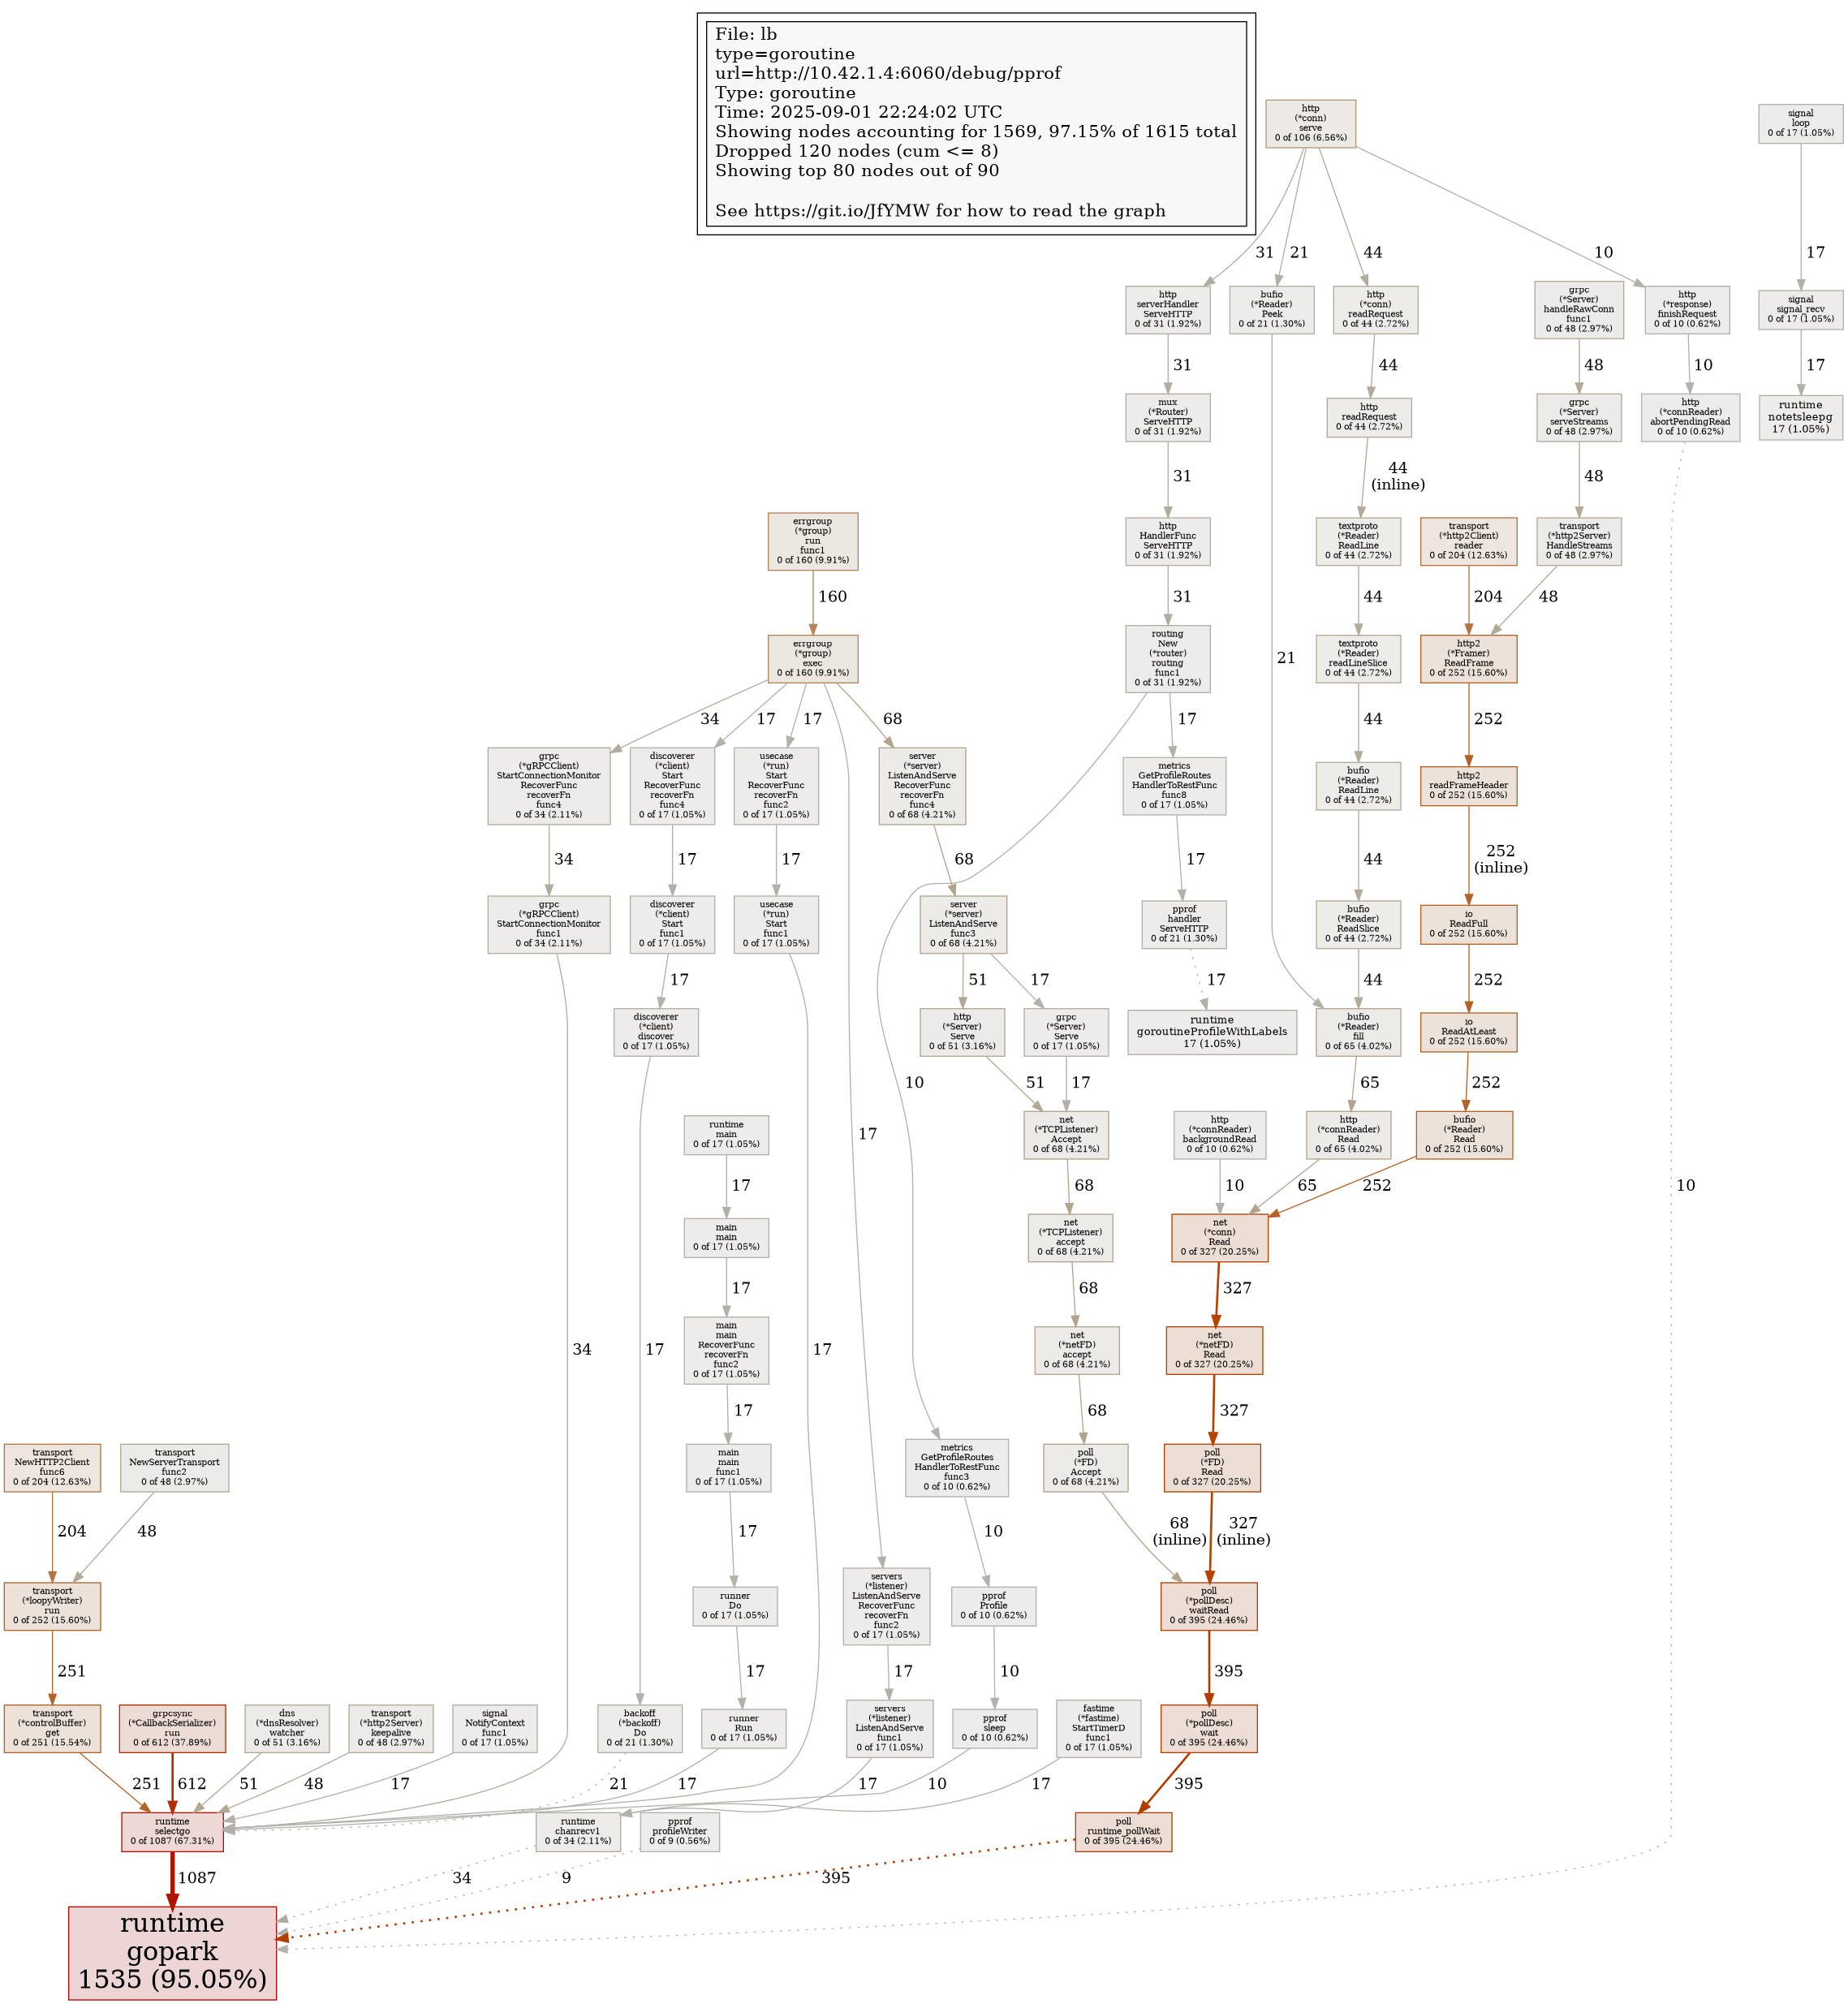 File: lb
type=goroutine
url=http://10.42.1.4:6060/debug/pprof
Type: goroutine
Time: 2025-09-01 22:24:02 UTC
Showing nodes accounting for 1569, 97.15% of 1615 total
Dropped 120 nodes (cum <= 8)
Showing top 80 nodes out of 90
See https://git.io/JfYMW for how to read the graph
http
(*conn)
serve
0 of 106 (6.56%)
signal
loop
0 of 17 (1.05%)
31
21
44
10
17
http
serverHandler
ServeHTTP
0 of 31 (1.92%)
bufio
(*Reader)
Peek
0 of 21 (1.30%)
http
(*conn)
readRequest
0 of 44 (2.72%)
grpc
(*Server)
handleRawConn
func1
0 of 48 (2.97%)
http
(*response)
finishRequest
0 of 10 (0.62%)
signal
signal_recv
0 of 17 (1.05%)
31
44
48
10
17
mux
(*Router)
ServeHTTP
0 of 31 (1.92%)
http
readRequest
0 of 44 (2.72%)
grpc
(*Server)
serveStreams
0 of 48 (2.97%)
http
(*connReader)
abortPendingRead
0 of 10 (0.62%)
runtime
notetsleepg
17 (1.05%)
31
44
(inline)
48
errgroup
(*group)
run
func1
0 of 160 (9.91%)
http
HandlerFunc
ServeHTTP
0 of 31 (1.92%)
textproto
(*Reader)
ReadLine
0 of 44 (2.72%)
transport
(*http2Client)
reader
0 of 204 (12.63%)
transport
(*http2Server)
HandleStreams
0 of 48 (2.97%)
160
31
44
204
48
errgroup
(*group)
exec
0 of 160 (9.91%)
routing
New
(*router)
routing
func1
0 of 31 (1.92%)
21
textproto
(*Reader)
readLineSlice
0 of 44 (2.72%)
http2
(*Framer)
ReadFrame
0 of 252 (15.60%)
34
17
17
68
17
44
252
grpc
(*gRPCClient)
StartConnectionMonitor
RecoverFunc
recoverFn
func4
0 of 34 (2.11%)
discoverer
(*client)
Start
RecoverFunc
recoverFn
func4
0 of 17 (1.05%)
usecase
(*run)
Start
RecoverFunc
recoverFn
func2
0 of 17 (1.05%)
server
(*server)
ListenAndServe
RecoverFunc
recoverFn
func4
0 of 68 (4.21%)
metrics
GetProfileRoutes
HandlerToRestFunc
func8
0 of 17 (1.05%)
bufio
(*Reader)
ReadLine
0 of 44 (2.72%)
http2
readFrameHeader
0 of 252 (15.60%)
34
17
17
68
17
44
252
(inline)
grpc
(*gRPCClient)
StartConnectionMonitor
func1
0 of 34 (2.11%)
discoverer
(*client)
Start
func1
0 of 17 (1.05%)
usecase
(*run)
Start
func1
0 of 17 (1.05%)
server
(*server)
ListenAndServe
func3
0 of 68 (4.21%)
pprof
handler
ServeHTTP
0 of 21 (1.30%)
bufio
(*Reader)
ReadSlice
0 of 44 (2.72%)
io
ReadFull
0 of 252 (15.60%)
17
51
17
17
44
252
discoverer
(*client)
discover
0 of 17 (1.05%)
http
(*Server)
Serve
0 of 51 (3.16%)
grpc
(*Server)
Serve
0 of 17 (1.05%)
runtime
goroutineProfileWithLabels
17 (1.05%)
bufio
(*Reader)
fill
0 of 65 (4.02%)
io
ReadAtLeast
0 of 252 (15.60%)
10
51
17
65
252
runtime
main
0 of 17 (1.05%)
17
net
(*TCPListener)
Accept
0 of 68 (4.21%)
http
(*connReader)
backgroundRead
0 of 10 (0.62%)
http
(*connReader)
Read
0 of 65 (4.02%)
bufio
(*Reader)
Read
0 of 252 (15.60%)
17
68
10
65
252
10
main
main
0 of 17 (1.05%)
net
(*TCPListener)
accept
0 of 68 (4.21%)
net
(*conn)
Read
0 of 327 (20.25%)
17
68
327
34
17
main
main
RecoverFunc
recoverFn
func2
0 of 17 (1.05%)
17
net
(*netFD)
accept
0 of 68 (4.21%)
net
(*netFD)
Read
0 of 327 (20.25%)
17
68
327
transport
NewHTTP2Client
func6
0 of 204 (12.63%)
transport
NewServerTransport
func2
0 of 48 (2.97%)
main
main
func1
0 of 17 (1.05%)
metrics
GetProfileRoutes
HandlerToRestFunc
func3
0 of 10 (0.62%)
poll
(*FD)
Accept
0 of 68 (4.21%)
poll
(*FD)
Read
0 of 327 (20.25%)
204
48
17
10
68
(inline)
327
(inline)
transport
(*loopyWriter)
run
0 of 252 (15.60%)
runner
Do
0 of 17 (1.05%)
servers
(*listener)
ListenAndServe
RecoverFunc
recoverFn
func2
0 of 17 (1.05%)
pprof
Profile
0 of 10 (0.62%)
poll
(*pollDesc)
waitRead
0 of 395 (24.46%)
251
17
17
10
395
transport
(*controlBuffer)
get
0 of 251 (15.54%)
grpcsync
(*CallbackSerializer)
run
0 of 612 (37.89%)
dns
(*dnsResolver)
watcher
0 of 51 (3.16%)
transport
(*http2Server)
keepalive
0 of 48 (2.97%)
signal
NotifyContext
func1
0 of 17 (1.05%)
backoff
(*backoff)
Do
0 of 21 (1.30%)
runner
Run
0 of 17 (1.05%)
servers
(*listener)
ListenAndServe
func1
0 of 17 (1.05%)
pprof
sleep
0 of 10 (0.62%)
fastime
(*fastime)
StartTimerD
func1
0 of 17 (1.05%)
poll
(*pollDesc)
wait
0 of 395 (24.46%)
251
612
51
48
17
21
17
17
10
17
395
runtime
selectgo
0 of 1087 (67.31%)
runtime
chanrecv1
0 of 34 (2.11%)
pprof
profileWriter
0 of 9 (0.56%)
poll
runtime_pollWait
0 of 395 (24.46%)
1087
34
9
395
runtime
gopark
1535 (95.05%)